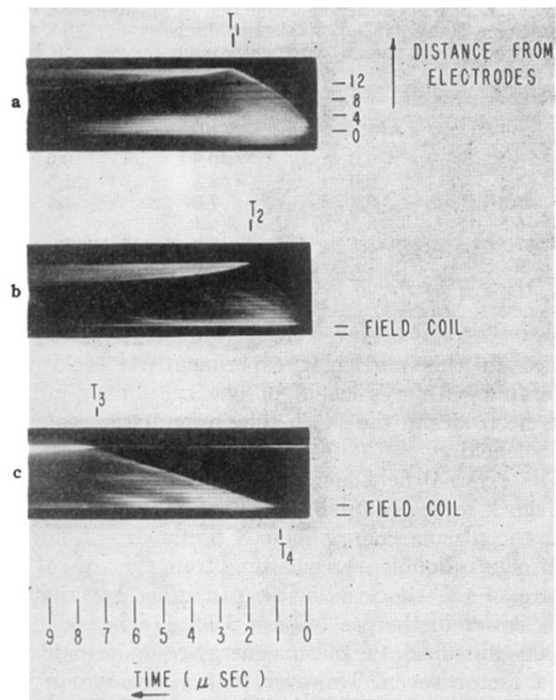 T1
DISTANCE FROM
ELECTRODES
a
12
8
4
0
T2
b
= FIELD COIL
T3
c
= FIELD COIL
T4
9 8 7 6 5 4 3 2 1 0
TIME ( μ SEC )